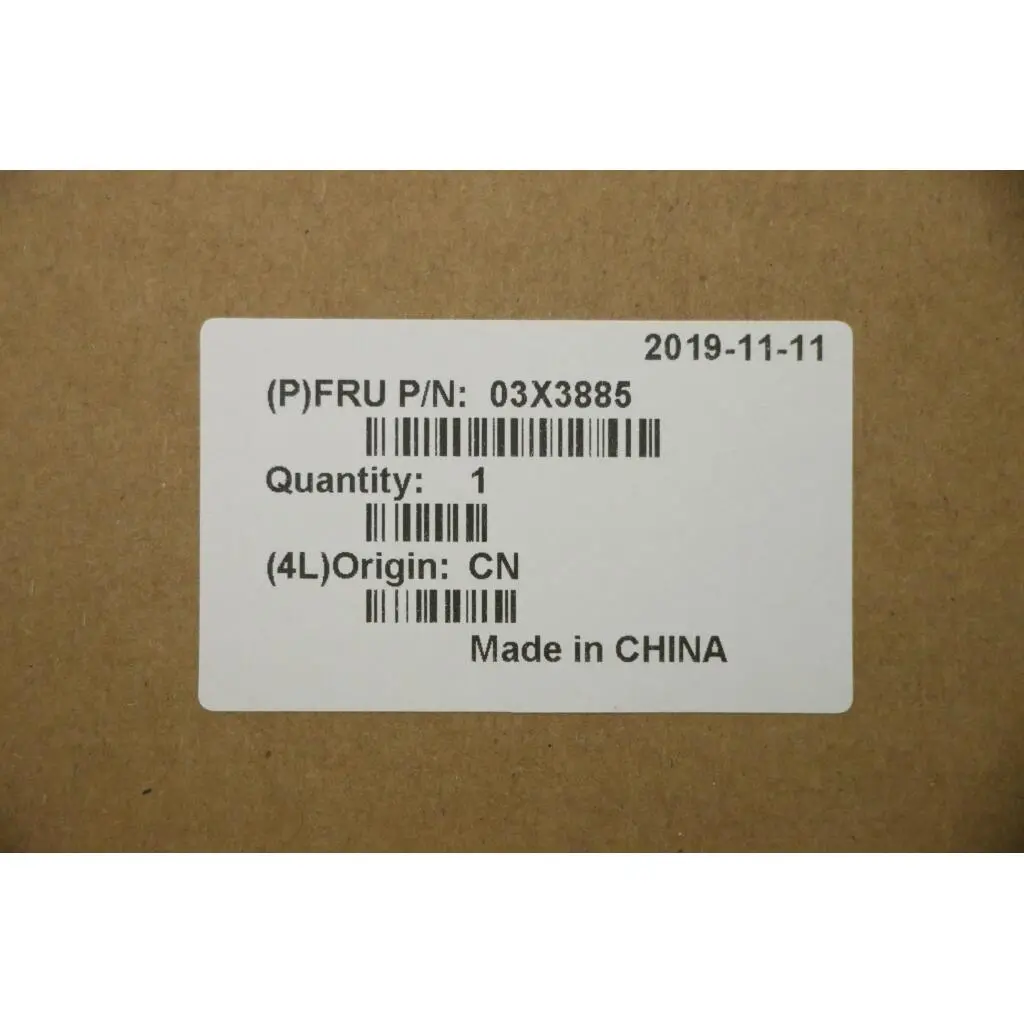 2019-11-11
(P)FRU P/N: 03X3885
Quantity: 1
(4L)Origin: CN
Made in CHINA